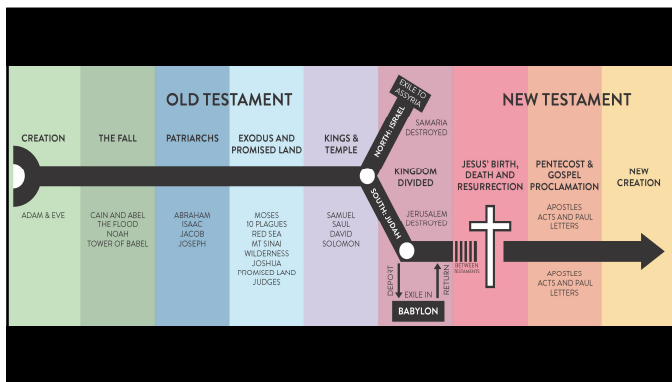 OLD TESTAMENT
NEW TESTAMENT
CREATION
ADAM & EVE
THE FALL
CAIN AND ABEL
THE FLOOD
NOAH
TOWER OF BABEL
PATRIARCHS
ABRAHAM
ISAAC
JACOB
JOSEPH
EXODUS AND
PROMISED LAND
MOSES
10 PLAGUES
RED SEA
MT SINAI
WILDERNESS
JOSHUA
PROMISED LAND
JUDGES
KINGS &
TEMPLE
SAMUEL
SAUL
DAVID
SOLOMON
NORTH: ISRAEL
EXILE TO
ASSYRIA
SAMARIA
DESTROYED
KINGDOM
DIVIDED
SOUTH: JUDAH
JERUSALEM
DESTROYED
DEPORT
EXILE IN
BABYLON
RETURN
BETWEEN
TESTAMENTS
JESUS' BIRTH,
DEATH AND
RESURRECTION
PENTECOST &
GOSPEL
PROCLAMATION
APOSTLES
ACTS AND PAUL
LETTERS
APOSTLES
ACTS AND PAUL
LETTERS
NEW
CREATION